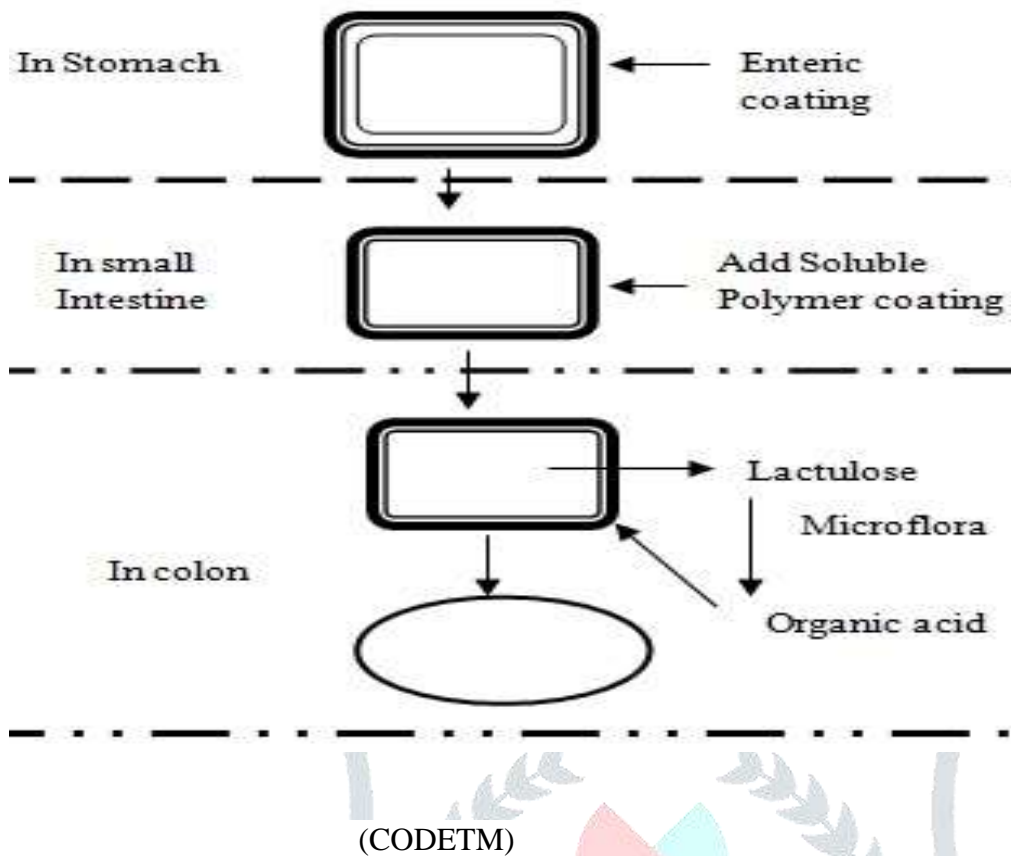 In Stomach
Enteric
coating
In small
Intestine
Add Soluble
Polymer coating
Lactulose
Microflora
In colon
Organic acid
(CODETM)